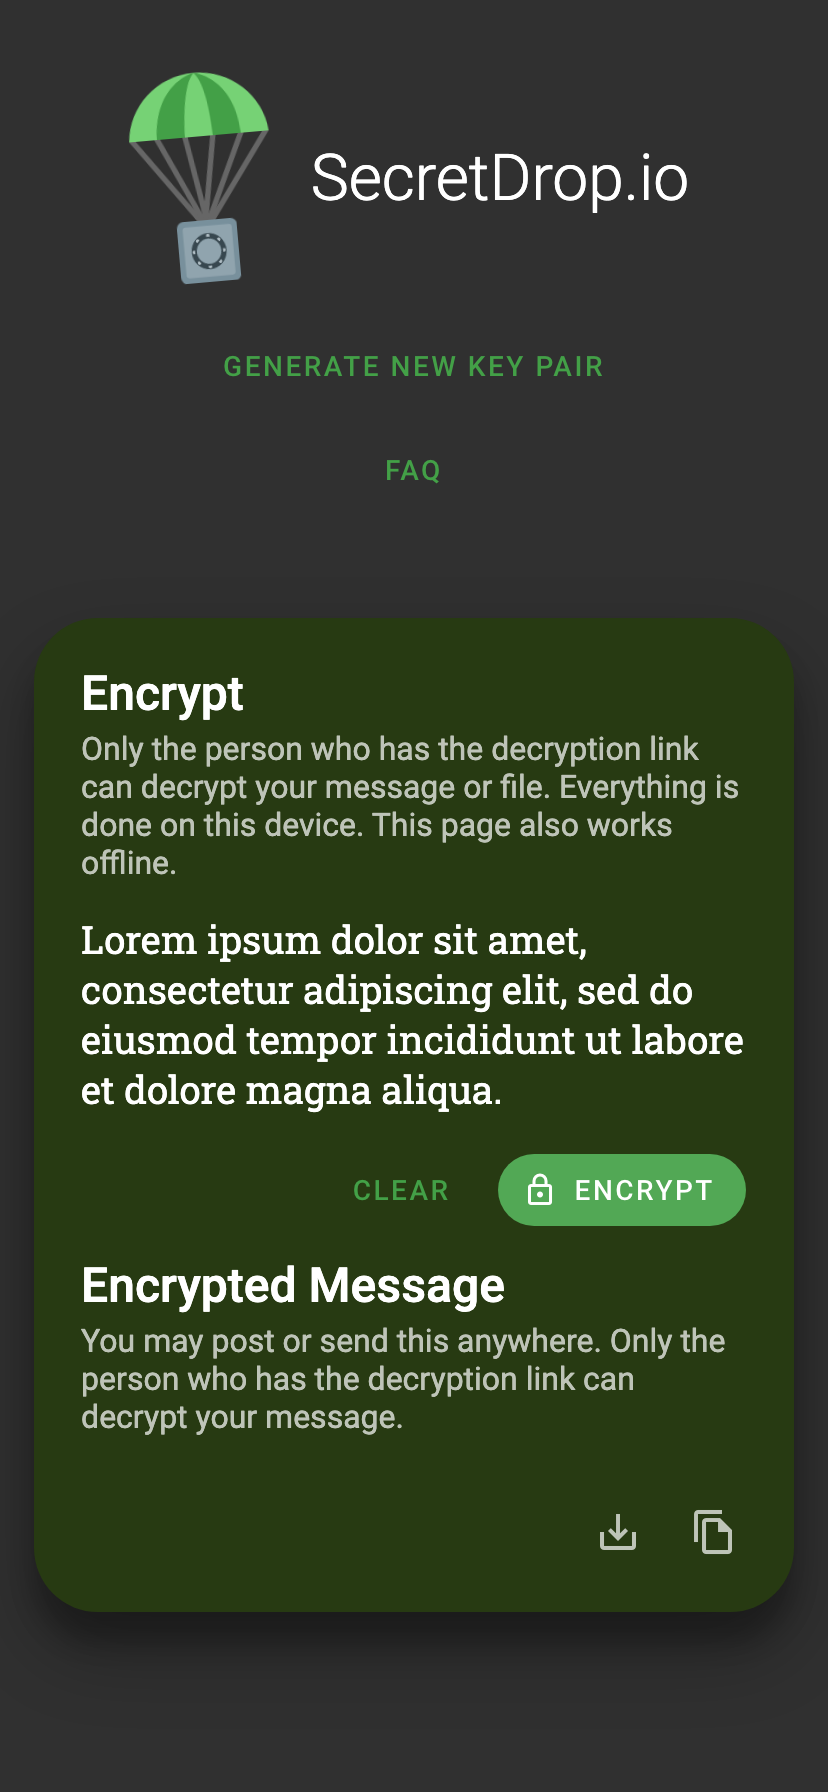 SecretDrop.io
GENERATE NEW KEY PAIR
FAQ
Encrypt
Only the person who has the decryption link
can decrypt your message or file. Everything is
done on this device. This page also works
offline.
Lorem ipsum dolor sit amet,
consectetur adipiscing elit, sed do
eiusmod tempor incididunt ut labore
et dolore magna aliqua.
CLEAR
ENCRYPT
Encrypted Message
You may post or send this anywhere. Only the
person who has the decryption link can
decrypt your message.